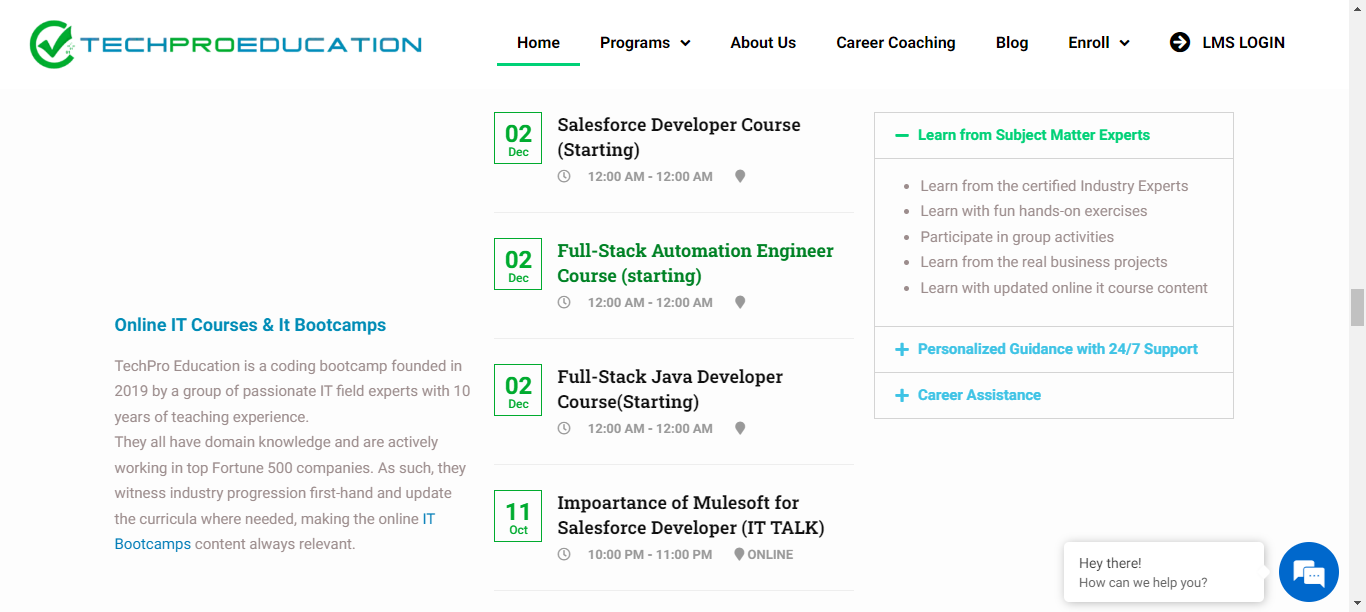 TECHPROEDUCATION
Home
Programs
About Us
Career Coaching
Blog
Enroll
LMS LOGIN
Online IT Courses & It Bootcamps
TechPro Education is a coding bootcamp founded in
2019 by a group of passionate IT field experts with 10
years of teaching experience.
They all have domain knowledge and are actively
working in top Fortune 500 companies. As such, they
witness industry progression first-hand and update
the curricula where needed, making the online IT
Bootcamps content always relevant.
02
Dec
Salesforce Developer Course
(Starting)
12:00 AM - 12:00 AM
02
Dec
Full-Stack Automation Engineer
Course (starting)
12:00 AM - 12:00 AM
02
Dec
Full-Stack Java Developer
Course(Starting)
12:00 AM - 12:00 AM
11
Oct
Impoartance of Mulesoft for
Salesforce Developer (IT TALK)
10:00 PM - 11:00 PM ONLINE
Learn from Subject Matter Experts
Learn from the certified Industry Experts
Learn with fun hands-on exercises
Participate in group activities
Learn from the real business projects
Learn with updated online it course content
Personalized Guidance with 24/7 Support
Career Assistance
Hey there!
How can we help you?